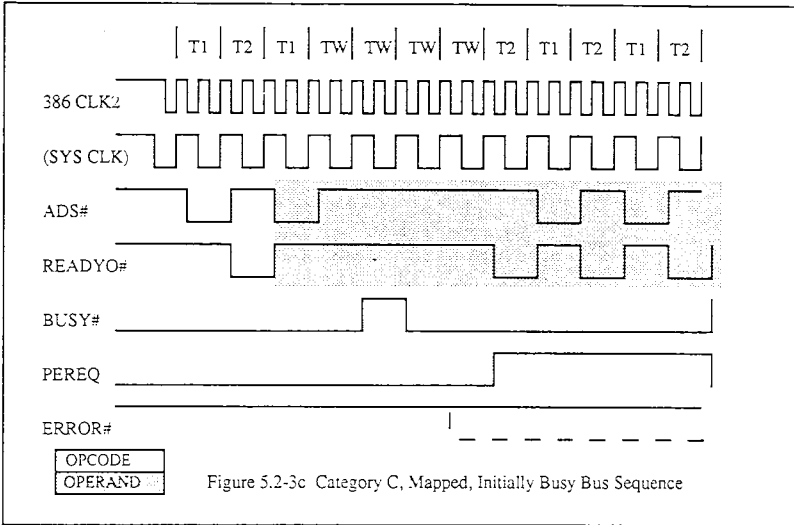 T1 T2 T1 TW TW TW TW T2 T1 T2 T1 T2
386 CLK2
(SYS CLK)
ADS#
READYO#
BUSY#
PEREQ
ERROR#
OPCODE
OPERAND
Figure 5.2-3c Category C, Mapped, Initially Busy Bus Sequence